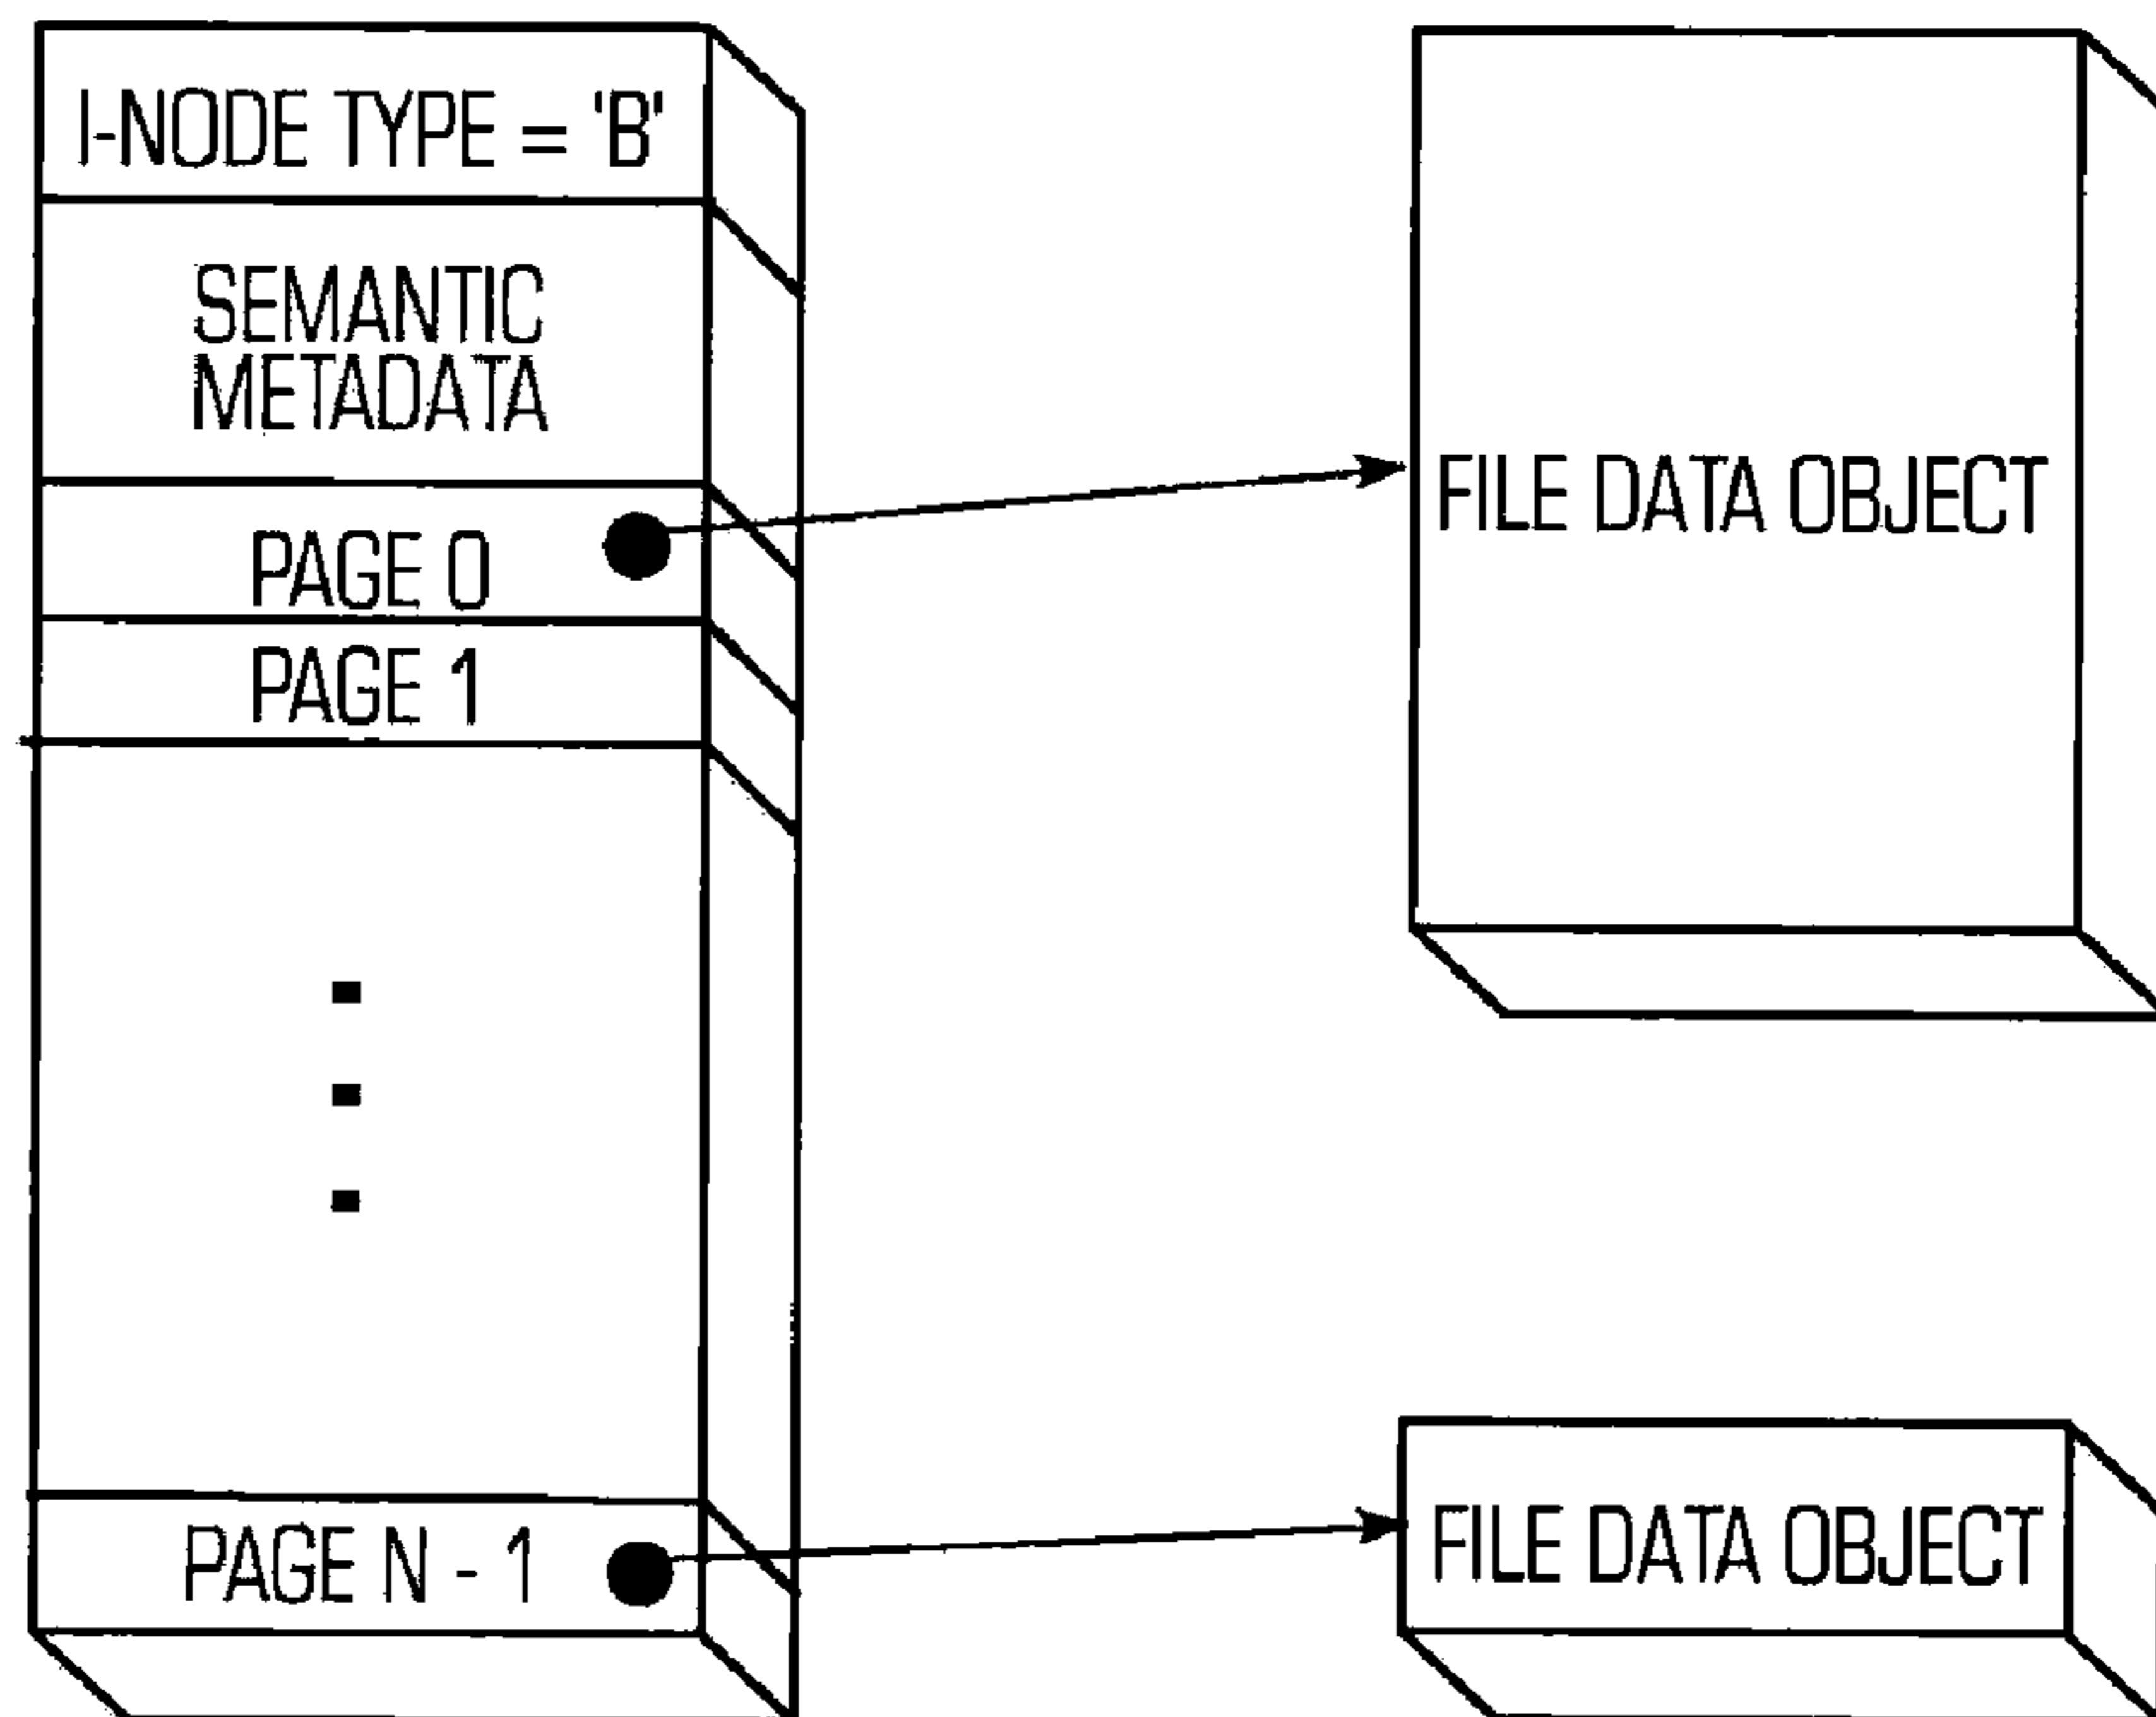 I-NODE TYPE = 'B'
SEMANTIC
METADATA
PAGE 0
PAGE 1
PAGE N - 1
FILE DATA OBJECT
FILE DATA OBJECT